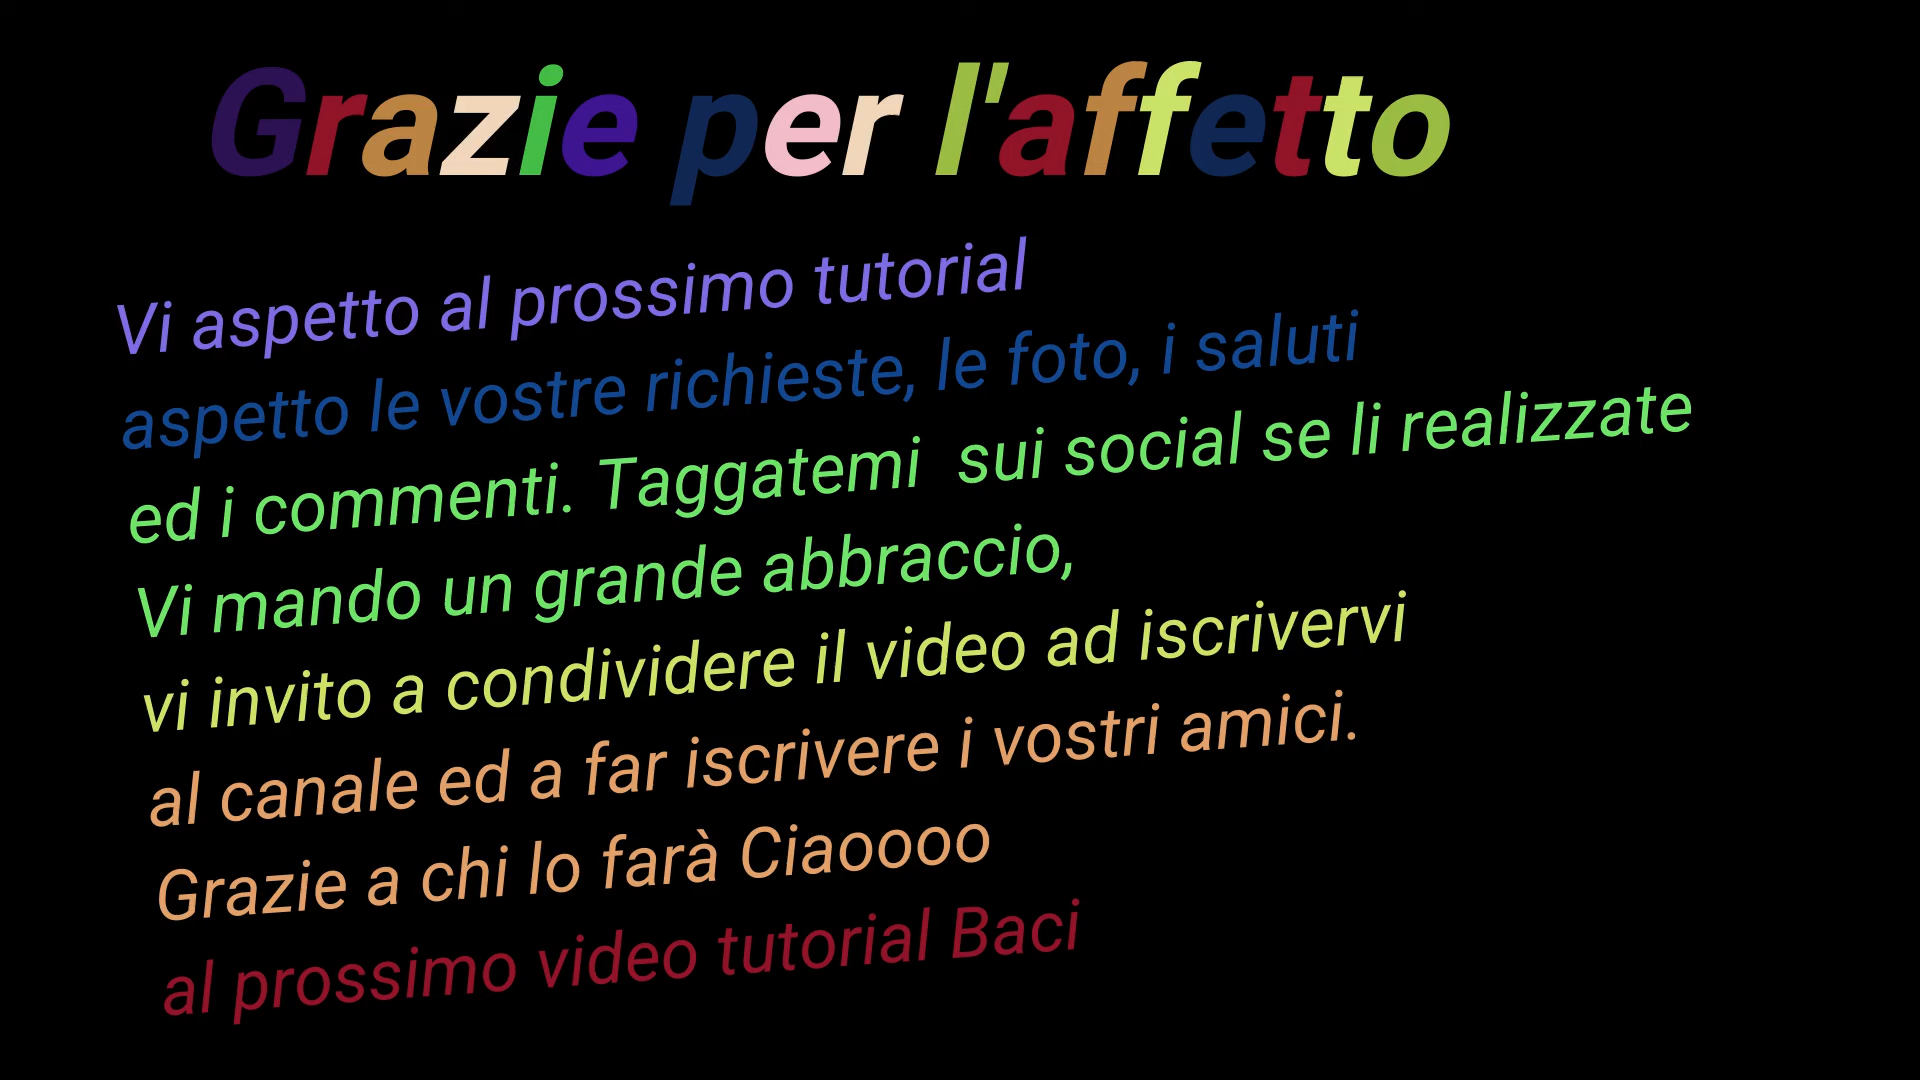 Grazie per l'affetto
Vi aspetto al prossimo tutorial
aspetto le vostre richieste, le foto, i saluti
ed i commenti. Taggatemi  sui social se li realizzate
Vi mando un grande abbraccio,
vi invito a condividere il video ad iscrivervi
al canale ed a far iscrivere i vostri amici.
Grazie a chi lo farà Ciaoooo
al prossimo video tutorial Baci